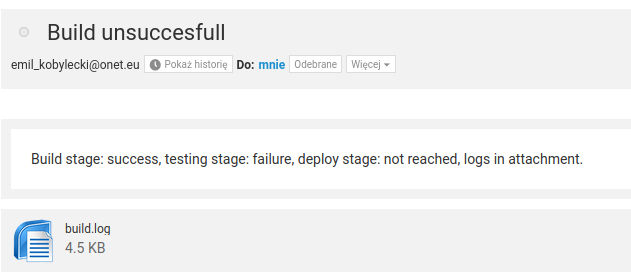 Build unsuccesfull
emil_kobylecki@onet.eu Pokaż historię Do: mnie Odebrane Więcej
Build stage: success, testing stage: failure, deploy stage: not reached, logs in attachment.
build.log
4.5 KB